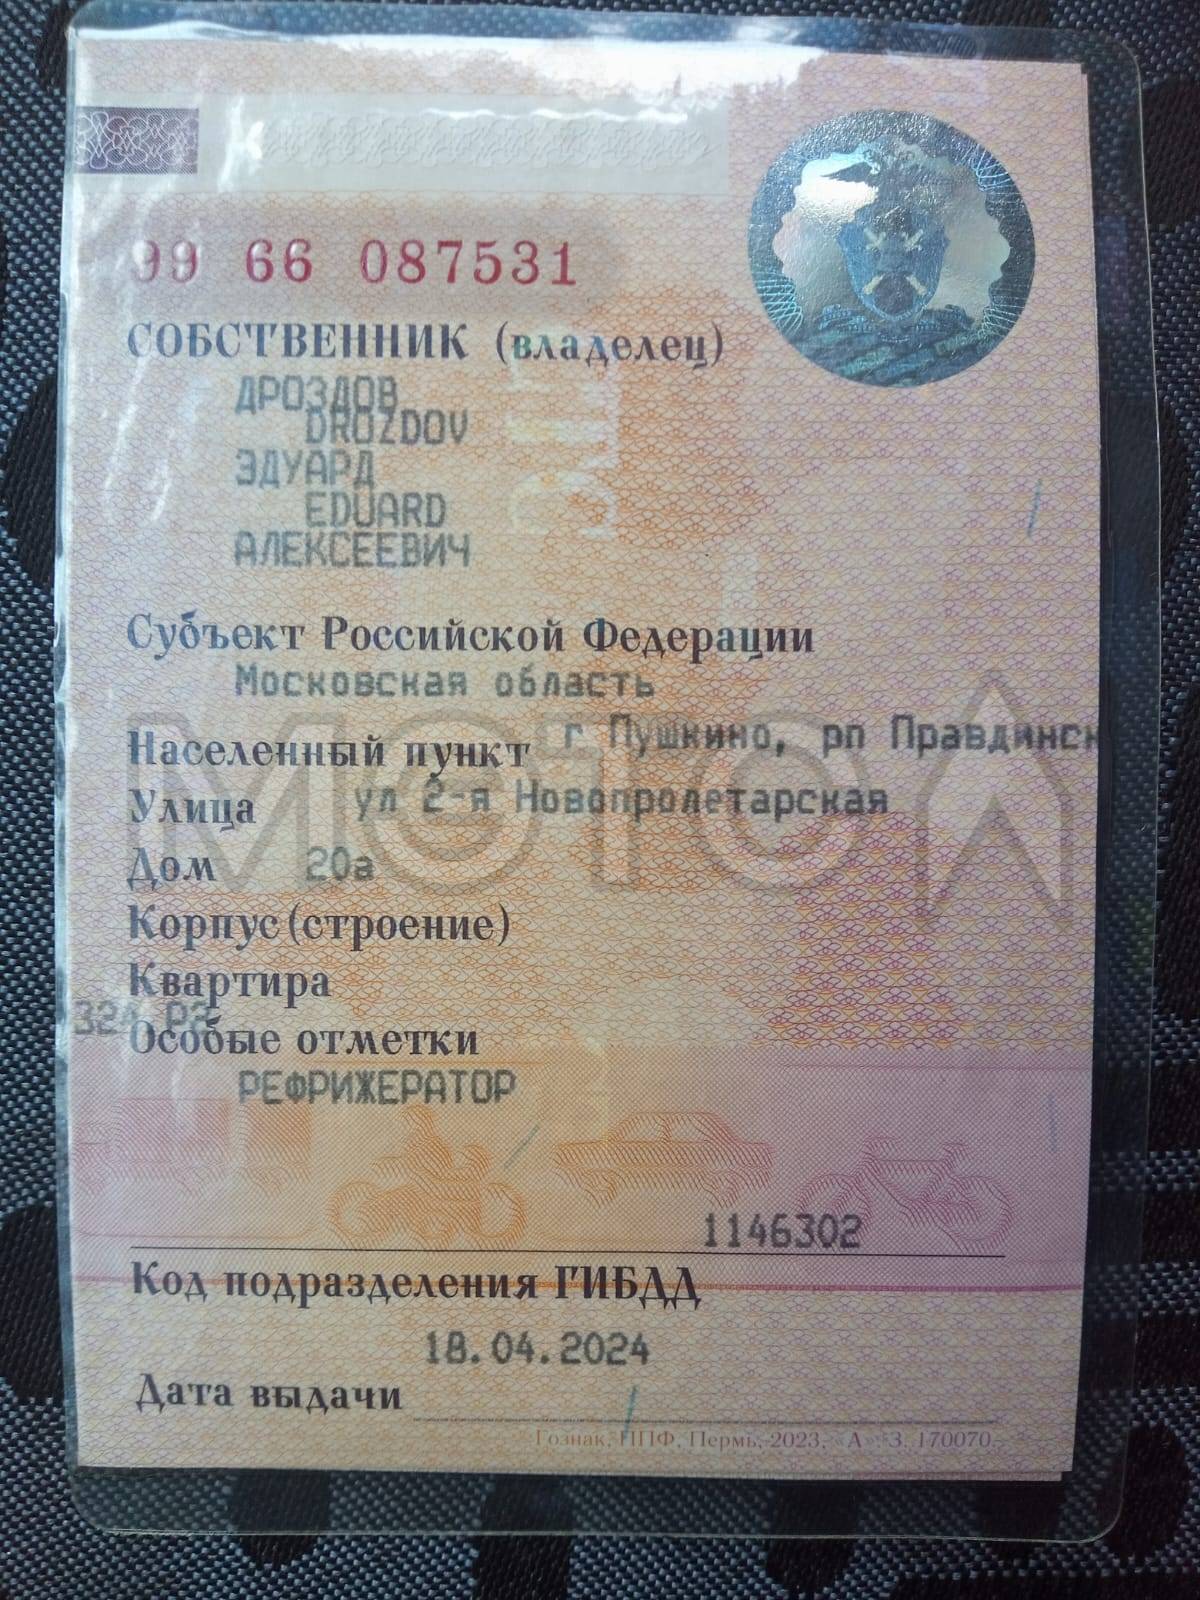 99 66 087531
СОБСТВЕННИК (владелец)
ДРОЗДОВ
DROZDOV
ЭДУАРД
EDUARD
АЛЕКСЕЕВИЧ
Субъект Российской Федерации
Московская область
Населенный пункт г Пушкино, рп Правдинск
Улица ул 2-я Новопролетарская
Дом 20а
Корпус (строение)
Квартира
Особые отметки
РЕФРИЖЕРАТОР
1146302
Код подразделения ГИБДД
18.04.2024
Дата выдачи
Гознак, ППФ, Пермь, 2023, «А». З. 170070.